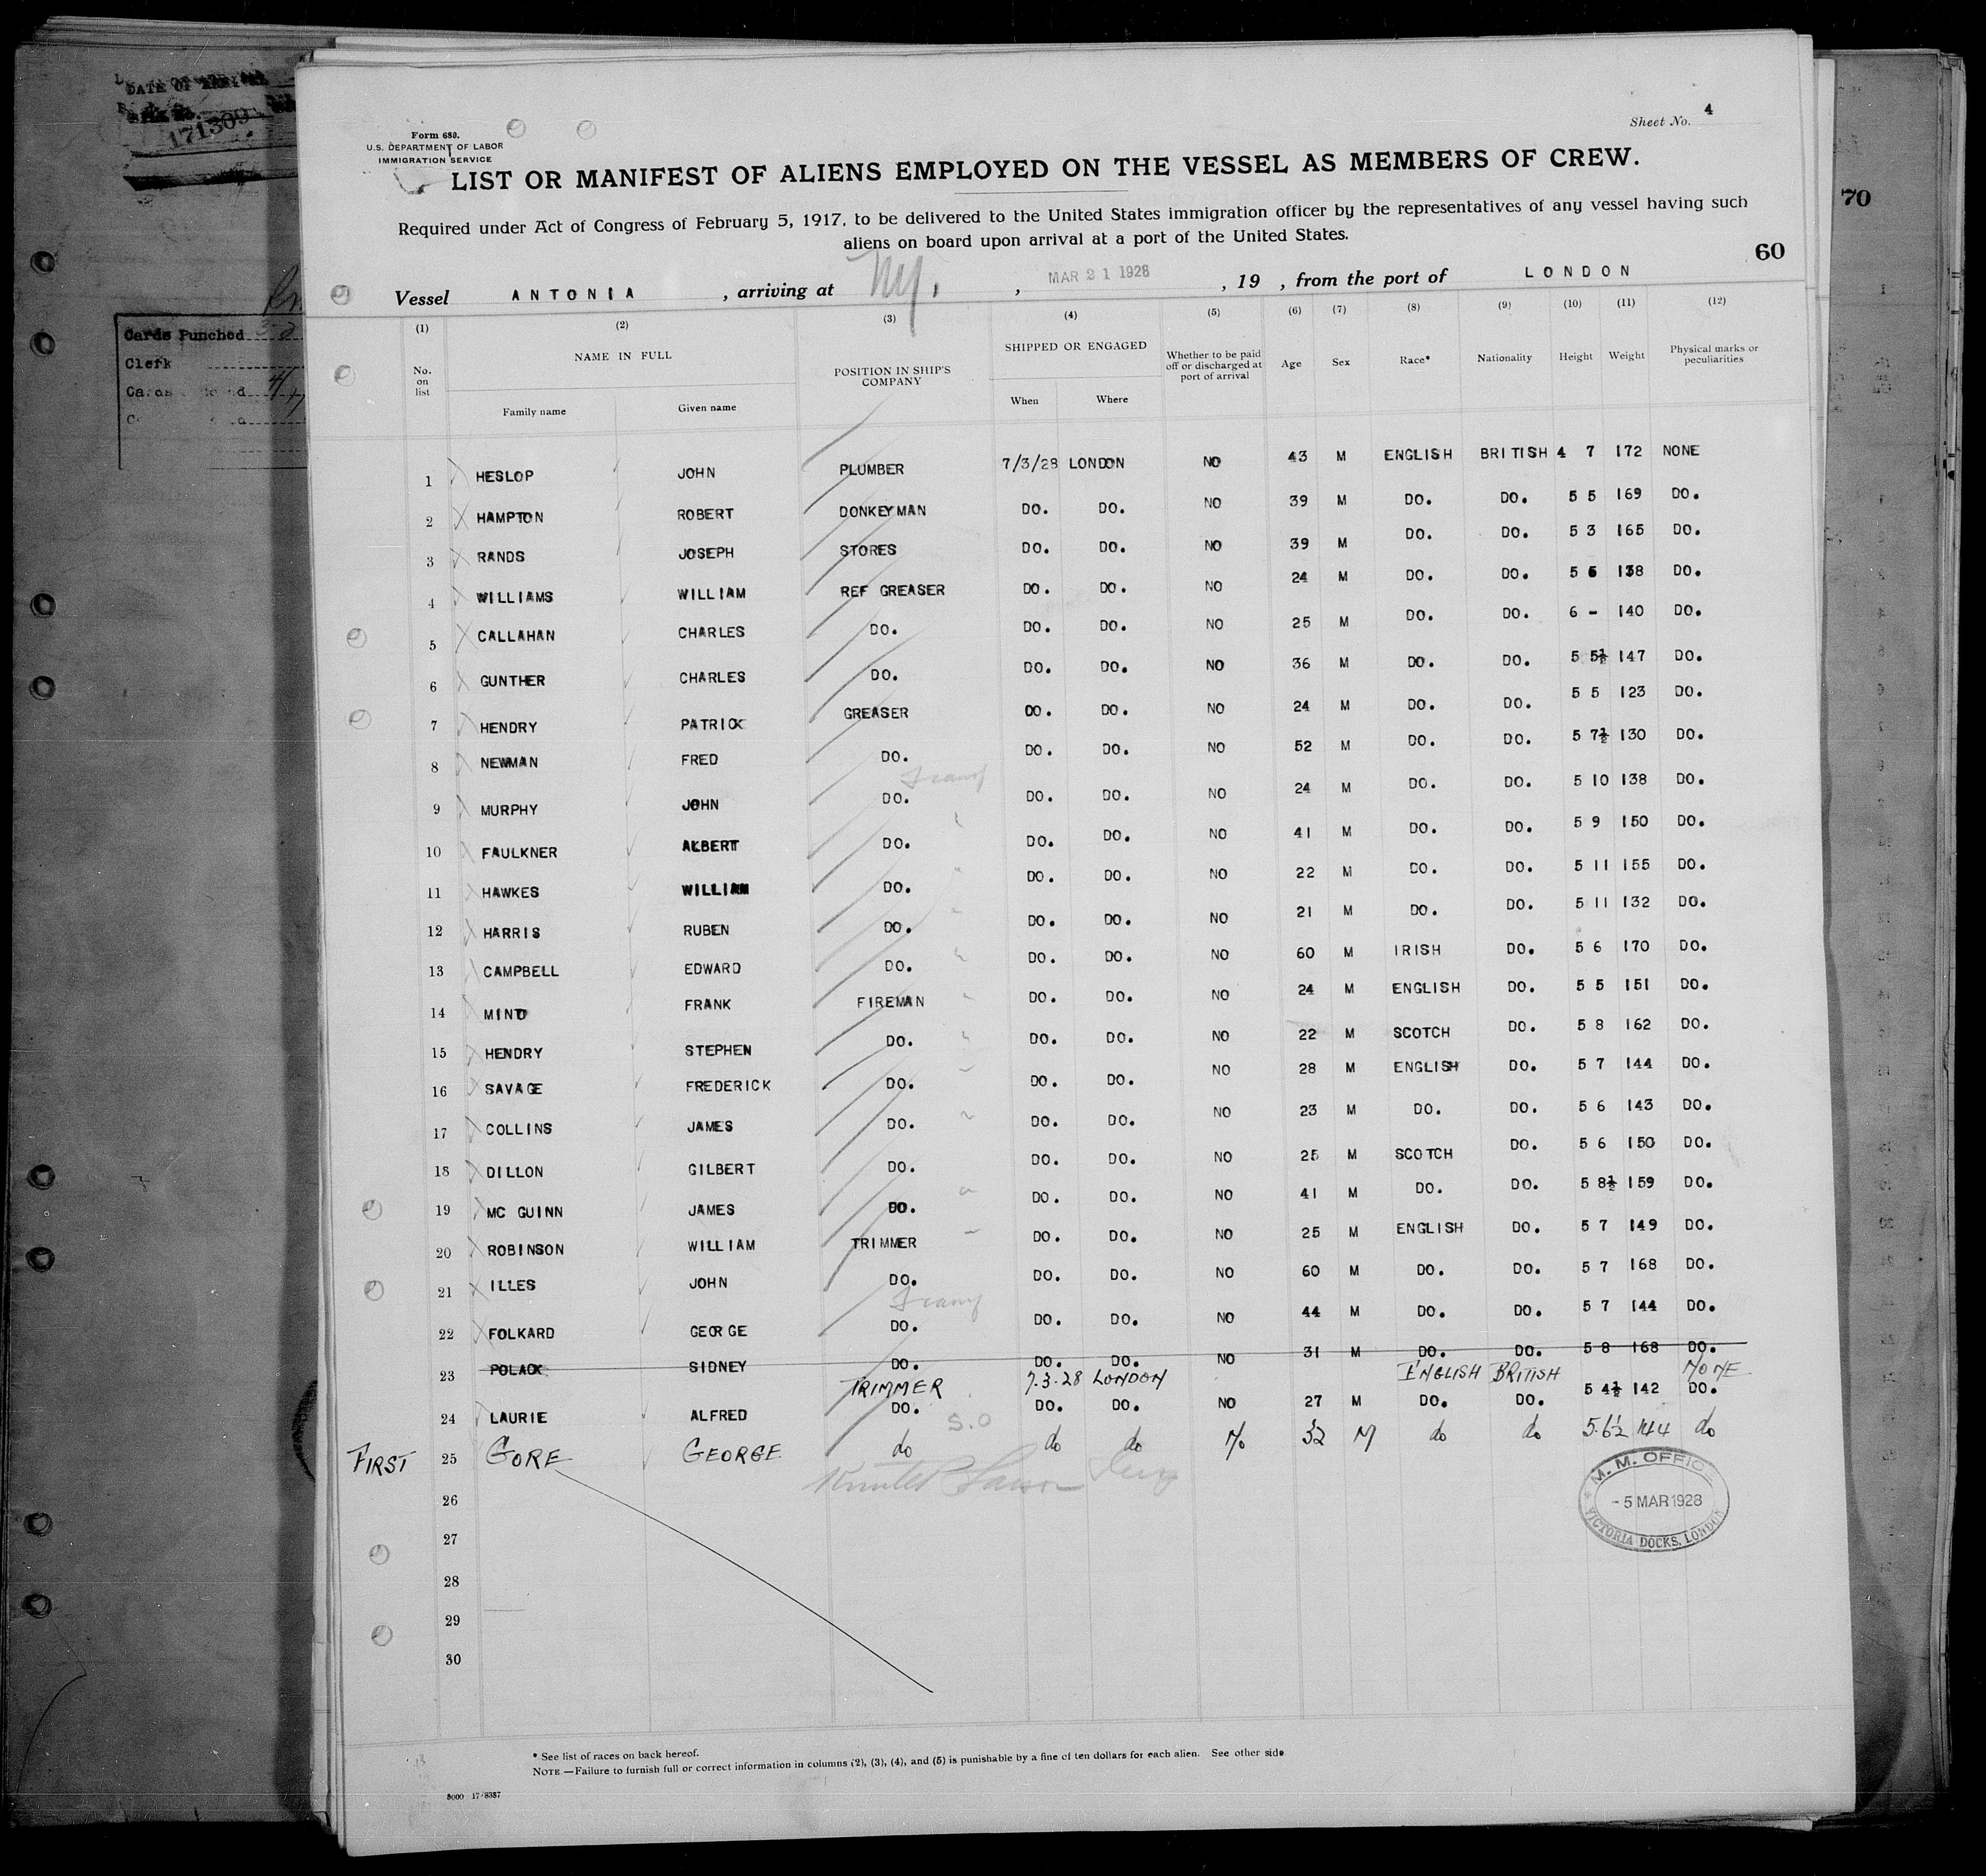 DATE OF
171309
Cards Punched
Clerk
70
Sheet No. 4
Form 680.
U.S. DEPARTMENT OF LABOR
IMMIGRATION SERVICE
LIST OR MANIFEST OF ALIENS EMPLOYED ON THE VESSEL AS MEMBERS OF CREW.
Required under Act of Congress of February 5, 1917, to be delivered to the United States immigration officer by the representatives of any vessel having such
aliens on board upon arrival at a port of the United States.
60
Vessel ANTONIA , arriving at Ny. , MAR 21 1928 , 19 , from the port of LONDON
(1) (2) (3) (4) (5) (6) (7) (8) (9) (10) (11) (12)
No. on list NAME IN FULL Family name Given name POSITION IN SHIP'S COMPANY SHIPPED OR ENGAGED When Where Whether to be paid off or discharged at port of arrival Age Sex Race* Nationality Height Weight Physical marks or peculiarities
1 HESLOP JOHN PLUMBER 7/3/28 LONDON NO 43 M ENGLISH BRITISH 4 7 172 NONE
2 HAMPTON ROBERT DONKEYMAN DO. DO. NO 39 M DO. DO. 5 5 169 DO.
3 RANDS JOSEPH STORES DO. DO. NO 39 M DO. DO. 5 3 165 DO.
4 WILLIAMS WILLIAM REF GREASER DO. DO. NO 24 M DO. DO. 5 6 138 DO.
5 CALLAHAN CHARLES DO. DO. DO. NO 25 M DO. DO. 6 - 140 DO.
6 GUNTHER CHARLES DO. DO. DO. NO 36 M DO. DO. 5 5½ 147 DO.
7 HENDRY PATRICK GREASER DO. DO. NO 24 M DO. DO. 5 5 123 DO.
8 NEWMAN FRED DO. DO. DO. NO 52 M DO. DO. 5 7½ 130 DO.
9 MURPHY JOHN DO. DO. DO. NO 24 M DO. DO. 5 10 138 DO.
10 FAULKNER ALBERT DO. DO. DO. NO 41 M DO. DO. 5 9 150 DO.
11 HAWKES WILLIAM DO. DO. DO. NO 22 M DO. DO. 5 11 155 DO.
12 HARRIS RUBEN DO. DO. DO. NO 21 M DO. DO. 5 11 132 DO.
13 CAMPBELL EDWARD DO. DO. DO. NO 60 M IRISH DO. 5 6 170 DO.
14 MINTO FRANK FIREMAN DO. DO. NO 24 M ENGLISH DO. 5 5 151 DO.
15 HENDRY STEPHEN DO. DO. DO. NO 22 M SCOTCH DO. 5 8 162 DO.
16 SAVAGE FREDERICK DO. DO. DO. NO 28 M ENGLISH DO. 5 7 144 DO.
17 COLLINS JAMES DO. DO. DO. NO 23 M DO. DO. 5 6 143 DO.
18 DILLON GILBERT DO. DO. DO. NO 25 M SCOTCH DO. 5 6 150 DO.
19 MC GUINN JAMES DO. DO. DO. NO 41 M DO. DO. 5 8½ 159 DO.
20 ROBINSON WILLIAM TRIMMER DO. DO. NO 25 M ENGLISH DO. 5 7 149 DO.
21 ILLES JOHN DO. DO. DO. NO 60 M DO. DO. 5 7 168 DO.
22 FOLKARD GEORGE DO. DO. DO. NO 44 M DO. DO. 5 7 144 DO.
23 POLACK SIDNEY DO. DO. DO. NO 31 M DO. DO. 5 8 168 DO.
TRIMMER 7.3.28 LONDON ENGLISH BRITISH NONE
24 LAURIE ALFRED DO. DO. DO. NO 27 M DO. DO. 5 4½ 142 DO.
S.O
FIRST 25 GORE GEORGE do do do No 32 M do do 5.6½ 144 do
26
27
28
29
30
M. M. OFFICE
- 5 MAR 1928
VICTORIA DOCKS, LONDON
* See list of races on back hereof.
NOTE.—Failure to furnish full or correct information in columns (2), (3), (4), and (5) is punishable by a fine of ten dollars for each alien. See other side
5000 17-8357